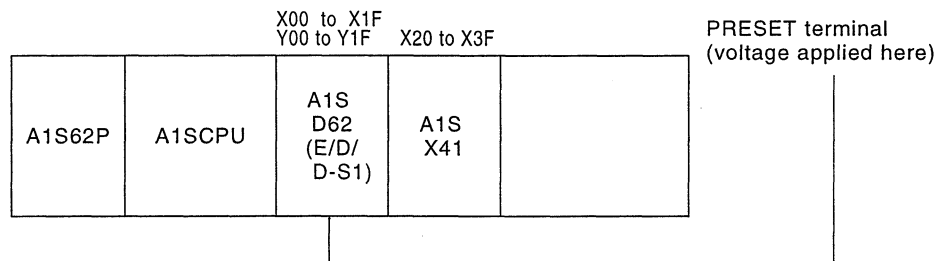 X00 to X1F
Y00 to Y1F
X20 to X3F
PRESET terminal
(voltage applied here)
A1S62P
A1SCPU
A1S
D62
(E/D/
D-S1)
A1S
X41